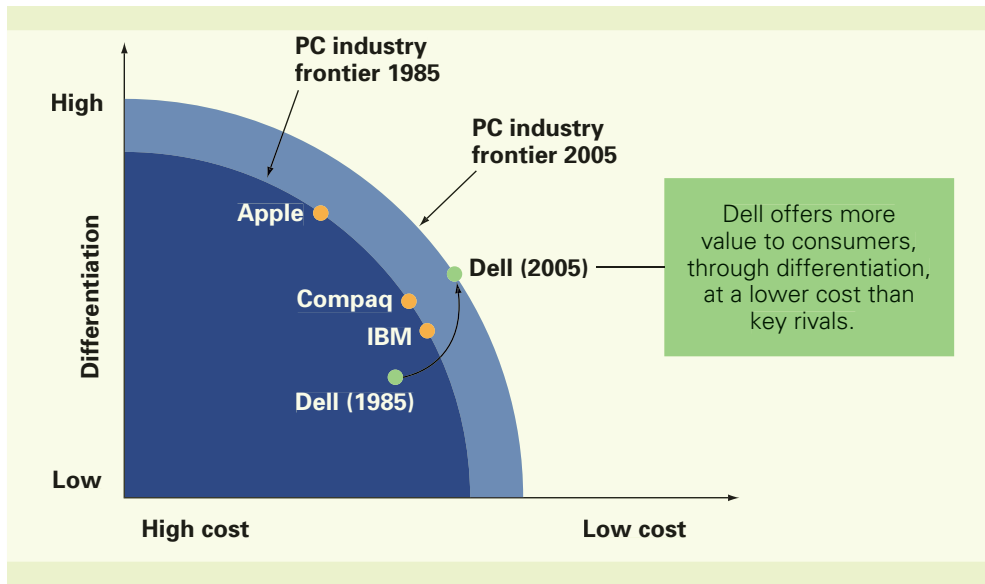 PC industry
frontier 1985
High
PC industry
frontier 2005
Apple
Differentiation
Dell (2005)
Dell offers more
value to consumers,
through differentiation,
at a lower cost than
key rivals.
Compaq
IBM
Dell (1985)
Low
High cost
Low cost